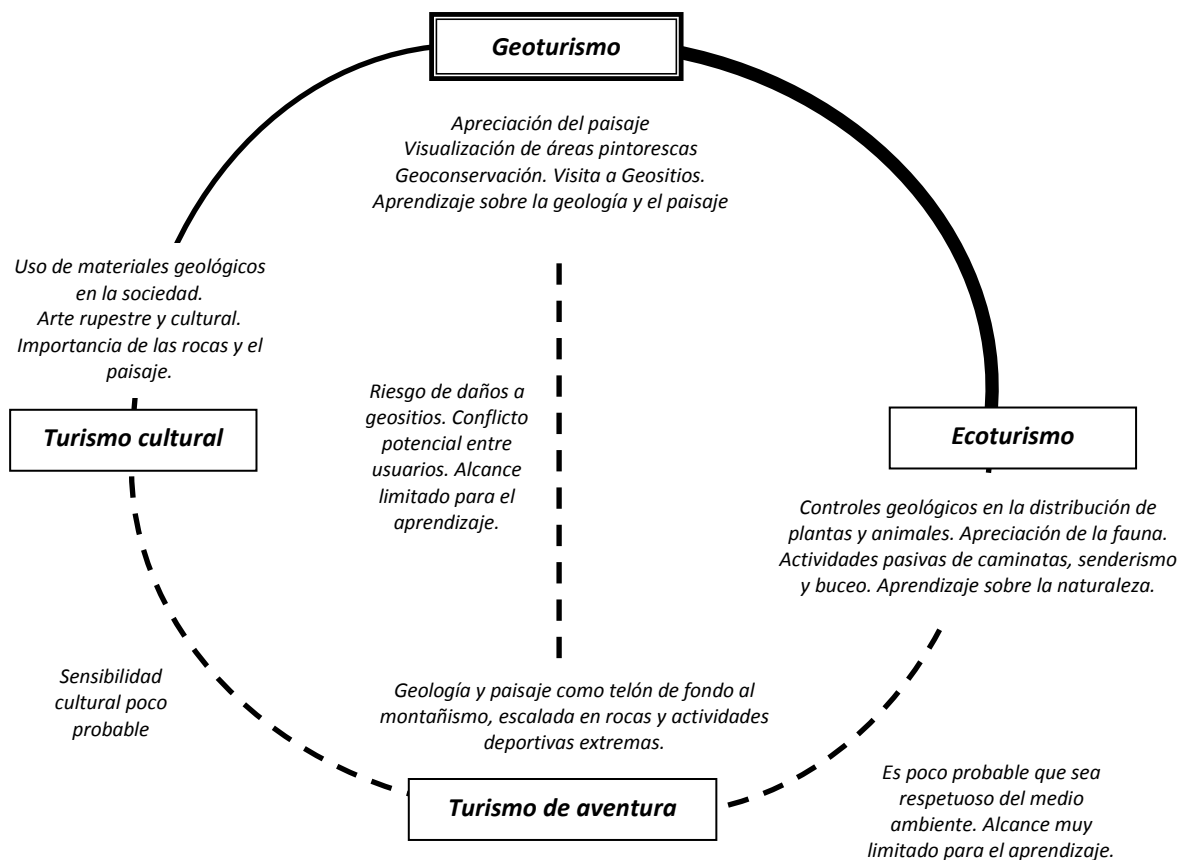 Geoturismo
Apreciación del paisaje
Visualización de áreas pintorescas
Geoconservación. Visita a Geositios.
Aprendizaje sobre la geología y el paisaje
Uso de materiales geológicos
en la sociedad.
Arte rupestre y cultural.
Importancia de las rocas y el
paisaje.
Riesgo de daños a
geositios. Conflicto
potencial entre
usuarios. Alcance
limitado para el
aprendizaje.
Turismo cultural
Ecoturismo
Controles geológicos en la distribución de
plantas y animales. Apreciación de la fauna.
Actividades pasivas de caminatas, senderismo
y buceo. Aprendizaje sobre la naturaleza.
Sensibilidad
cultural poco
probable
Geología y paisaje como telón de fondo al
montañismo, escalada en rocas y actividades
deportivas extremas.
Turismo de aventura
Es poco probable que sea
respetuoso del medio
ambiente. Alcance muy
limitado para el aprendizaje.